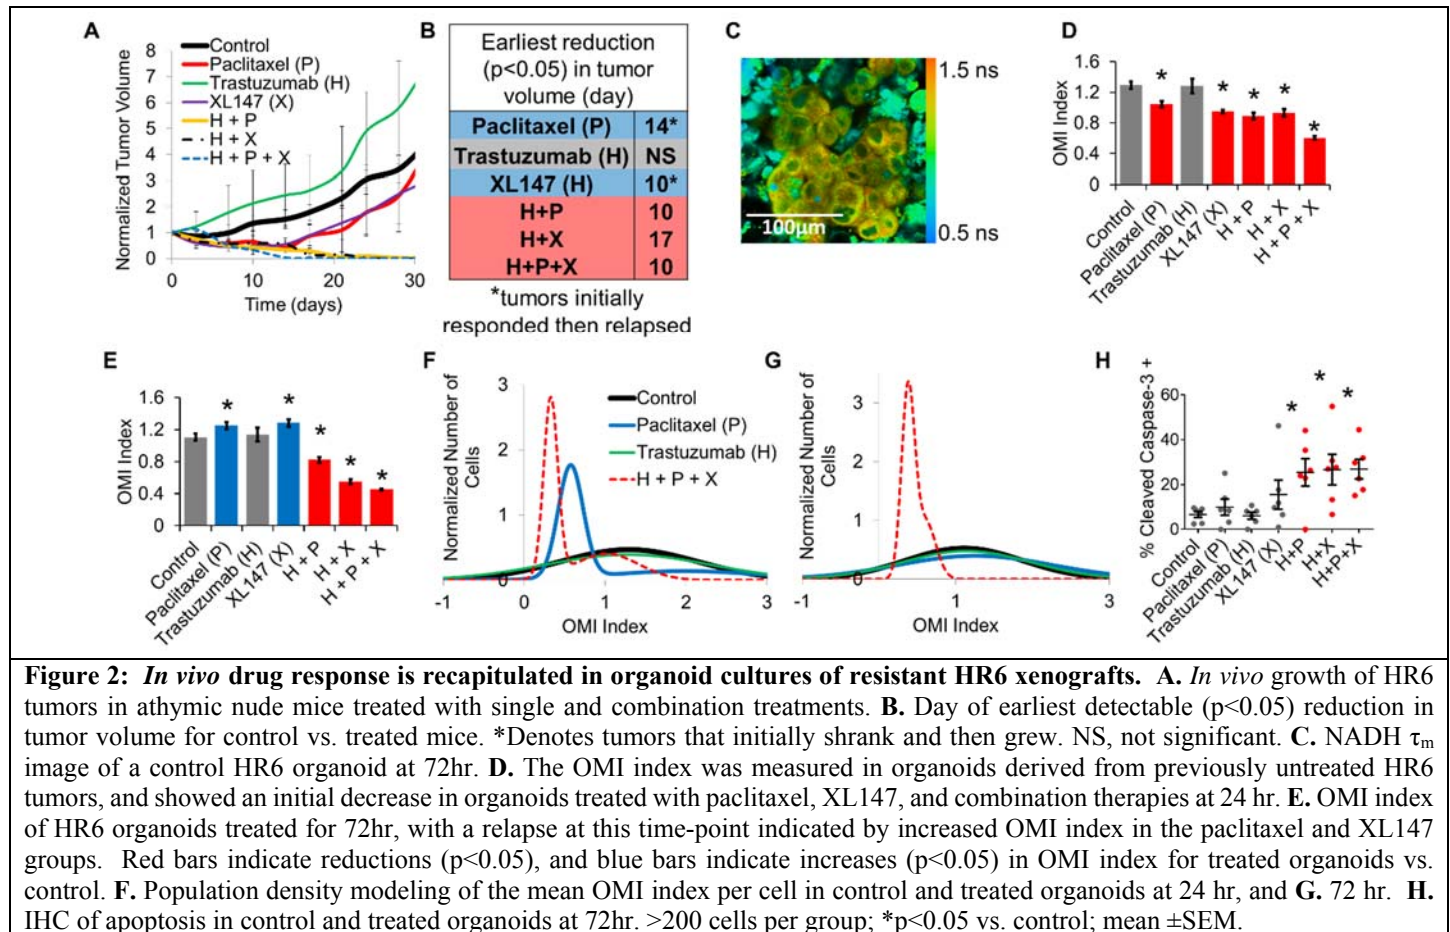 A
Normalized Tumor Volume
8
7
6
5
4
3
2
1
0
Control
Paclitaxel (P)
Trastuzumab (H)
XL147 (X)
H + P
H + X
H + P + X
0 10 20 30
Time (days)
B
Earliest reduction
(p<0.05) in tumor
volume (day)
Paclitaxel (P) 14*
Trastuzumab (H) NS
XL147 (H) 10*
H+P 10
H+X 17
H+P+X 10
*tumors initially
responded then relapsed
C
100μm
1.5 ns
0.5 ns
D
OMI Index
1.6
1.2
0.8
0.4
0
* * * * *
Control
Paclitaxel (P)
Trastuzumab (H)
XL147 (X)
H + P
H + X
H + P + X
E
OMI Index
1.6
1.2
0.8
0.4
0
* * * * *
Control
Paclitaxel (P)
Trastuzumab (H)
XL147 (X)
H + P
H + X
H + P + X
F
Normalized Number of
Cells
3
2
1
0
Control
Paclitaxel (P)
Trastuzumab (H)
H + P + X
-1 0 1 2 3
OMI Index
G
Normalized Number of
Cells
3
2
1
0
-1 1 3
OMI Index
H
% Cleaved Caspase-3 +
60
40
20
0
* * *
Control
Paclitaxel (P)
Trastuzumab (H)
XL147 (X)
H+P
H+X
H+P+X
Figure 2: In vivo drug response is recapitulated in organoid cultures of resistant HR6 xenografts. A. In vivo growth of HR6
tumors in athymic nude mice treated with single and combination treatments. B. Day of earliest detectable (p<0.05) reduction in
tumor volume for control vs. treated mice. *Denotes tumors that initially shrank and then grew. NS, not significant. C. NADH τm
image of a control HR6 organoid at 72hr. D. The OMI index was measured in organoids derived from previously untreated HR6
tumors, and showed an initial decrease in organoids treated with paclitaxel, XL147, and combination therapies at 24 hr. E. OMI index
of HR6 organoids treated for 72hr, with a relapse at this time-point indicated by increased OMI index in the paclitaxel and XL147
groups. Red bars indicate reductions (p<0.05), and blue bars indicate increases (p<0.05) in OMI index for treated organoids vs.
control. F. Population density modeling of the mean OMI index per cell in control and treated organoids at 24 hr, and G. 72 hr. H.
IHC of apoptosis in control and treated organoids at 72hr. >200 cells per group; *p<0.05 vs. control; mean ±SEM.